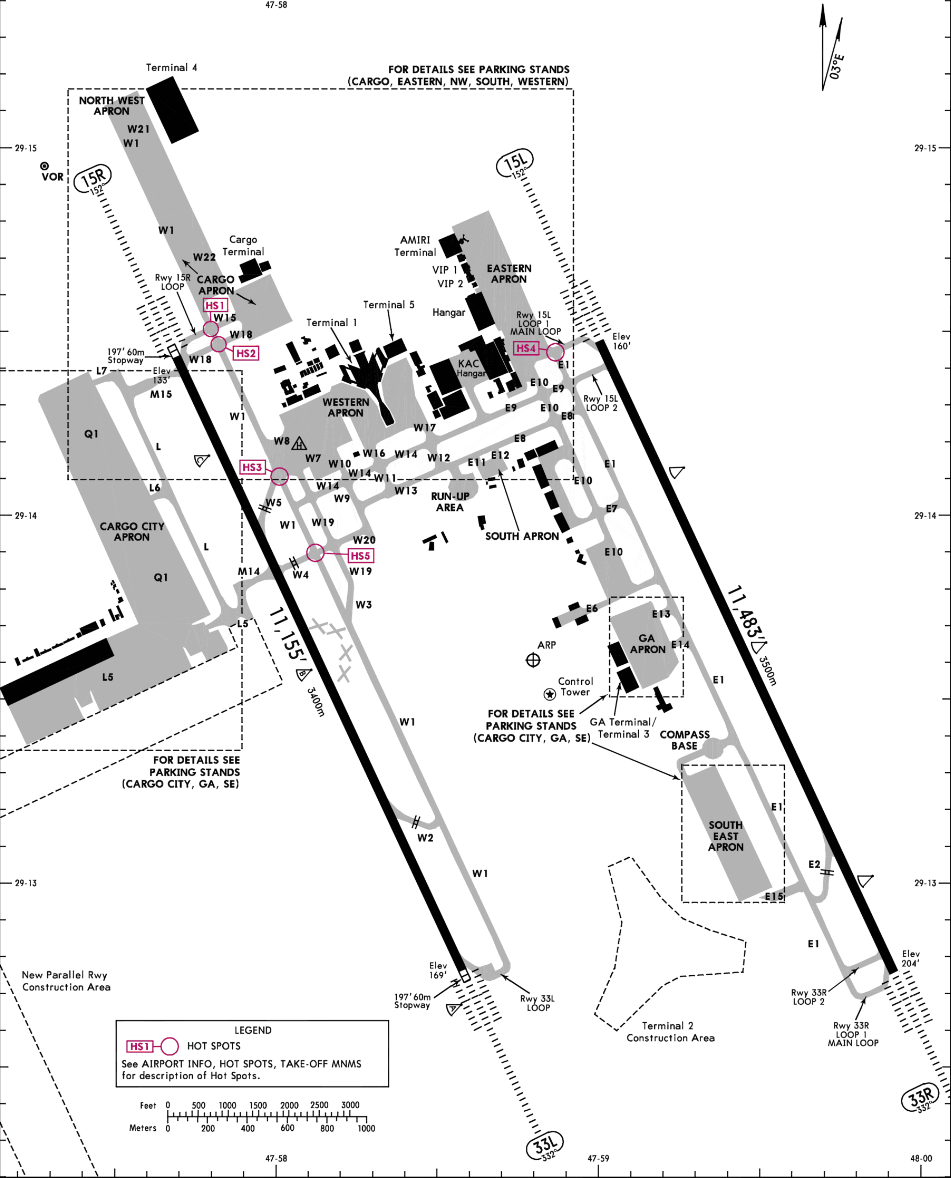 47-58
03°E
Terminal 4
FOR DETAILS SEE PARKING STANDS
(CARGO, EASTERN, NW, SOUTH, WESTERN)
NORTH WEST
APRON
W21
W1
29-15
29-15
VOR
15R
152°
15L
152°
W1
Cargo
Terminal
W22
CARGO
APRON
Rwy 15R
LOOP
AMIRI
Terminal
VIP 1
VIP 2
EASTERN
APRON
Hangar
HS1
W15
W18
HS2
W18
197' 60m
Stopway
Elev
133'
Terminal 5
Terminal 1
Rwy 15L
LOOP 1
MAIN LOOP
HS4
Elev
160'
E1
KAC
Hangar
L7
M15
E10
E9
Rwy 15L
LOOP 2
WESTERN
APRON
W1
E9
E10
E8
Q1
L
C
W8
H
W17
E8
W7
W16
W14
W12
E11
E12
E1
HS3
W10
W14
W11
E10
L6
W14
W13
W9
RUN-UP
AREA
W5
29-14
29-14
E7
CARGO CITY
APRON
W1
W19
SOUTH APRON
L
W20
E10
HS5
Q1
M14
W4
W19
W3
E6
E13
L5
11,155'
11,483'
GA
APRON
E14
ARP
B
3400m
3500m
L5
Control
Tower
E1
FOR DETAILS SEE
PARKING STANDS
(CARGO CITY, GA, SE)
GA Terminal/
Terminal 3
W1
COMPASS
BASE
FOR DETAILS SEE
PARKING STANDS
(CARGO CITY, GA, SE)
E1
SOUTH
EAST
APRON
W2
W1
E2
29-13
29-13
E15
E1
New Parallel Rwy
Construction Area
Elev
169'
197' 60m
Stopway
A
Rwy 33L
LOOP
Elev
204'
Rwy 33R
LOOP 2
Rwy 33R
LOOP 1
MAIN LOOP
Terminal 2
Construction Area
LEGEND
HS1
HOT SPOTS
See AIRPORT INFO, HOT SPOTS, TAKE-OFF MNMS
for description of Hot Spots.
Feet 0 500 1000 1500 2000 2500 3000
Meters 0 200 400 600 800 1000
33L
332°
33R
332°
47-58
47-59
48-00